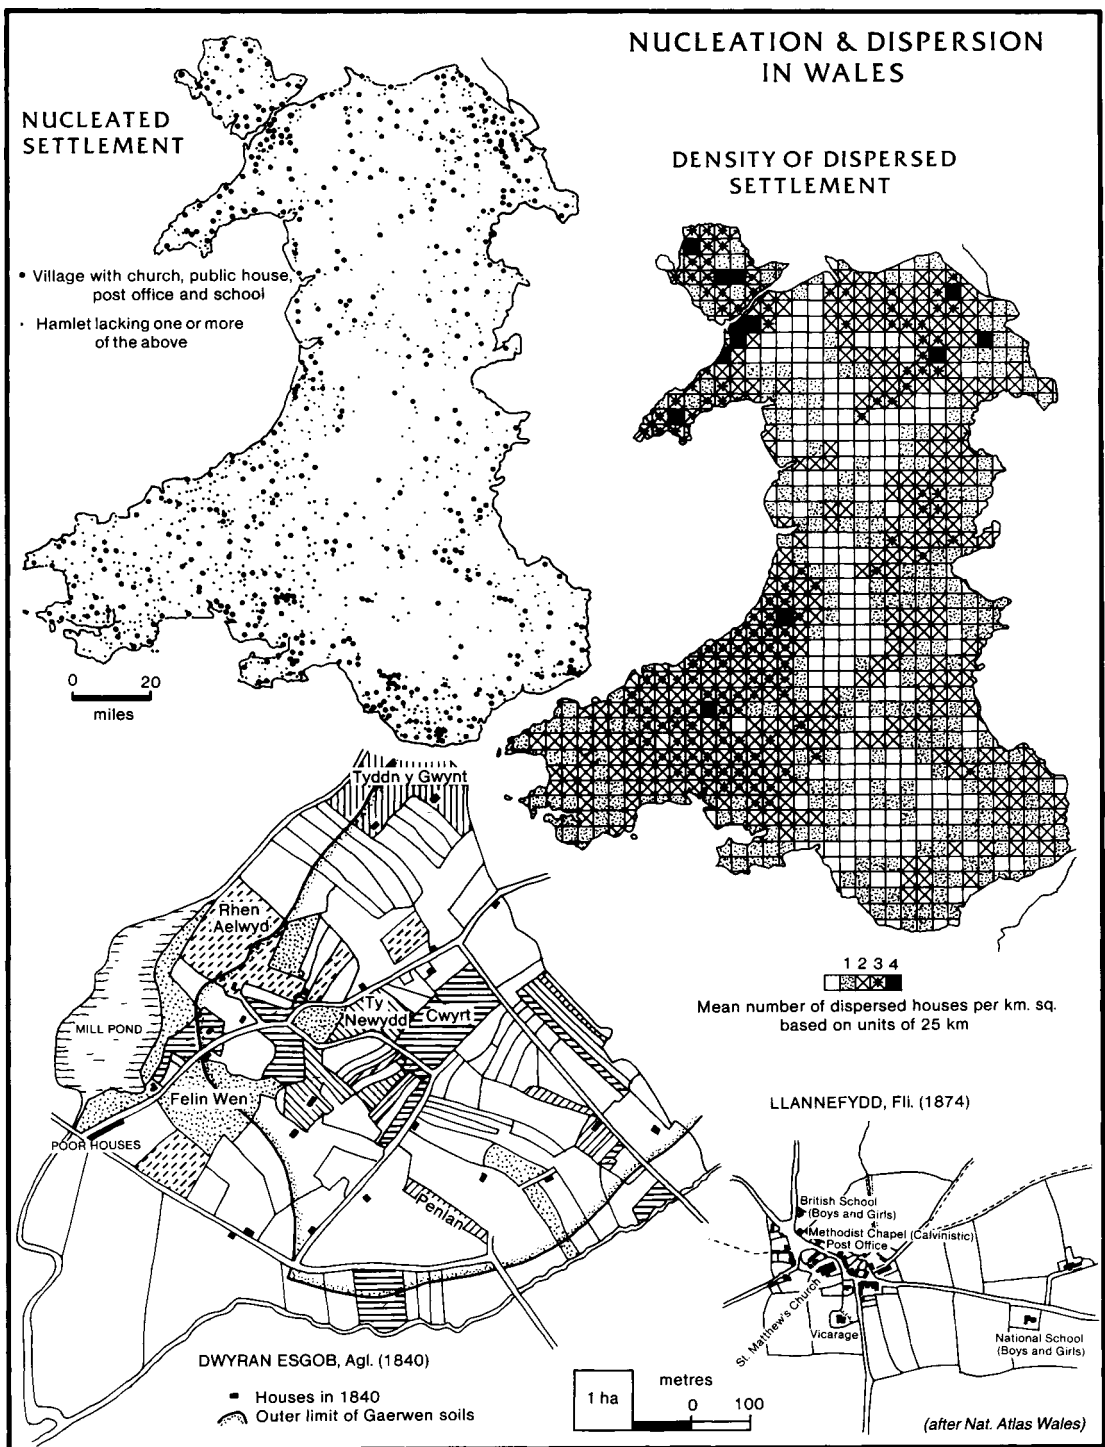 NUCLEATION & DISPERSION
IN WALES
NUCLEATED
SETTLEMENT
DENSITY OF DISPERSED
SETTLEMENT
Village with church, public house,
post office and school
Hamlet lacking one or more
of the above
0 20
miles
1 2 3 4
Mean number of dispersed houses per km. sq.
based on units of 25 km
Tyddn y Gwynt
Rhen
Aelwyd
MILL POND
Ty
Newydd
Cwyrt
Felin Wen
POOR HOUSES
Penlan
DWYRAN ESGOB, Agl. (1840)
Houses in 1840
Outer limit of Gaerwen soils
LLANNEFYDD, Fli. (1874)
British School
(Boys and Girls)
Methodist Chapel (Calvinistic)
Post Office
St. Matthew's Church
Vicarage
National School
(Boys and Girls)
1 ha
metres
0 100
(after Nat. Atlas Wales)